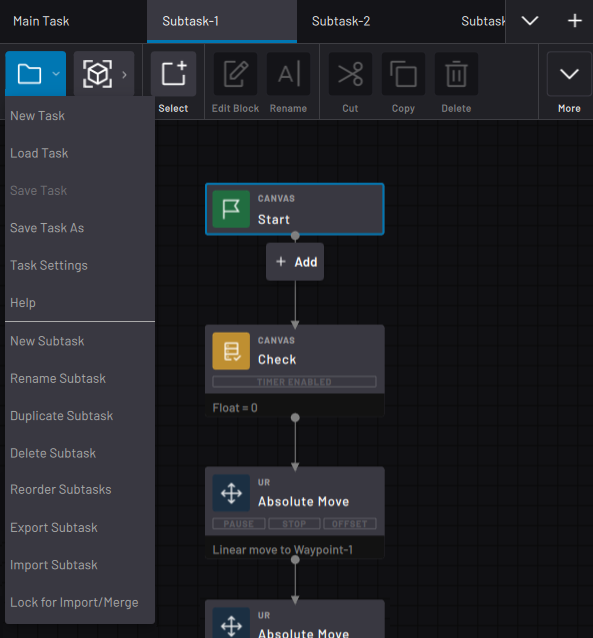 Main Task
Subtask-1
Subtask-2
Subtask
Select
Edit Block
Rename
Cut
Copy
Delete
More
New Task
Load Task
Save Task
Save Task As
Task Settings
Help
New Subtask
Rename Subtask
Duplicate Subtask
Delete Subtask
Reorder Subtasks
Export Subtask
Import Subtask
Lock for Import/Merge
CANVAS
Start
+ Add
CANVAS
Check
TIMER ENABLED
Float = 0
UR
Absolute Move
PAUSE STOP OFFSET
Linear move to Waypoint-1
UR
Absolute Move